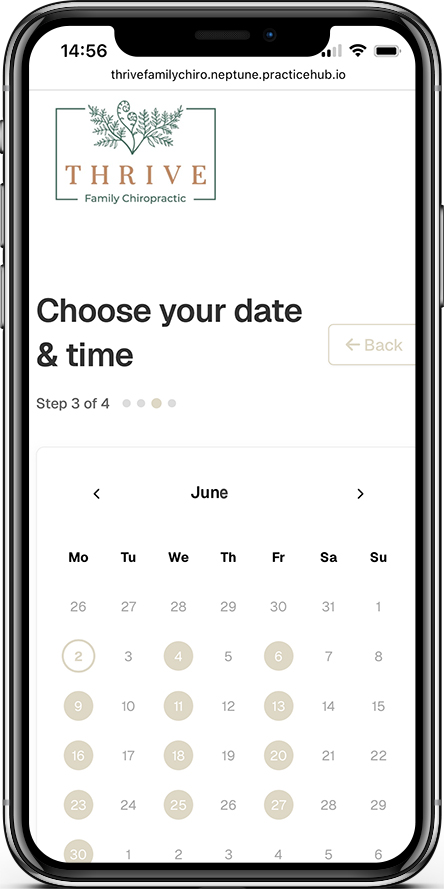 14:56
thrivefamilychiro.neptune.practicehub.io
THRIVE
Family Chiropractic
Choose your date
& time
← Back
Step 3 of 4
‹ June ›
Mo Tu We Th Fr Sa Su
26 27 28 29 30 31 1
2 3 4 5 6 7 8
9 10 11 12 13 14 15
16 17 18 19 20 21 22
23 24 25 26 27 28 29
30 1 2 3 4 5 6